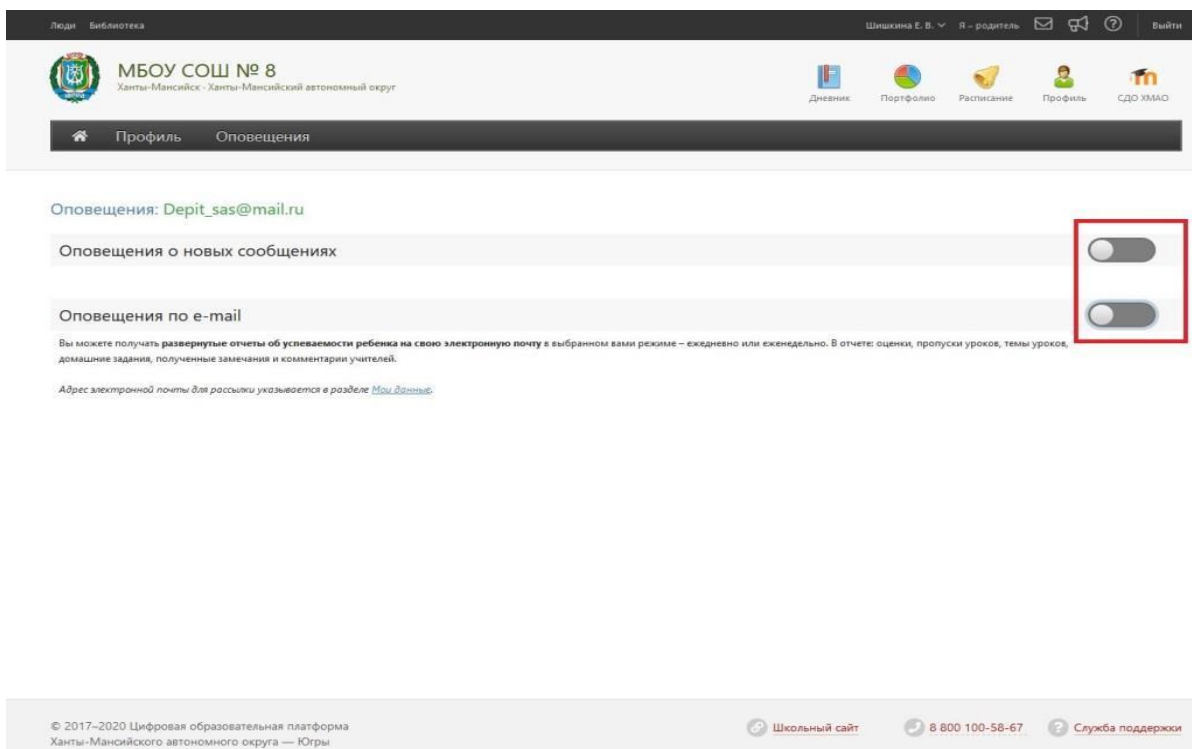 Люди Библиотека
Шишкина Е. В. Я – родитель Выйти
МБОУ СОШ № 8
Ханты-Мансийск - Ханты-Мансийский автономный округ
Дневник Портфолио Расписание Профиль СДО ХМАО
Профиль Оповещения
Оповещения: Depit_sas@mail.ru
Оповещения о новых сообщениях
Оповещения по e-mail
Вы можете получать развернутые отчеты об успеваемости ребенка на свою электронную почту в выбранном вами режиме – ежедневно или еженедельно. В отчете: оценки, пропуски уроков, темы уроков,
домашние задания, полученные замечания и комментарии учителей.
Адрес электронной почты для рассылки указывается в разделе Мои данные.
© 2017–2020 Цифровая образовательная платформа
Ханты-Мансийского автономного округа — Югры
Школьный сайт 8 800 100-58-67 Служба поддержки